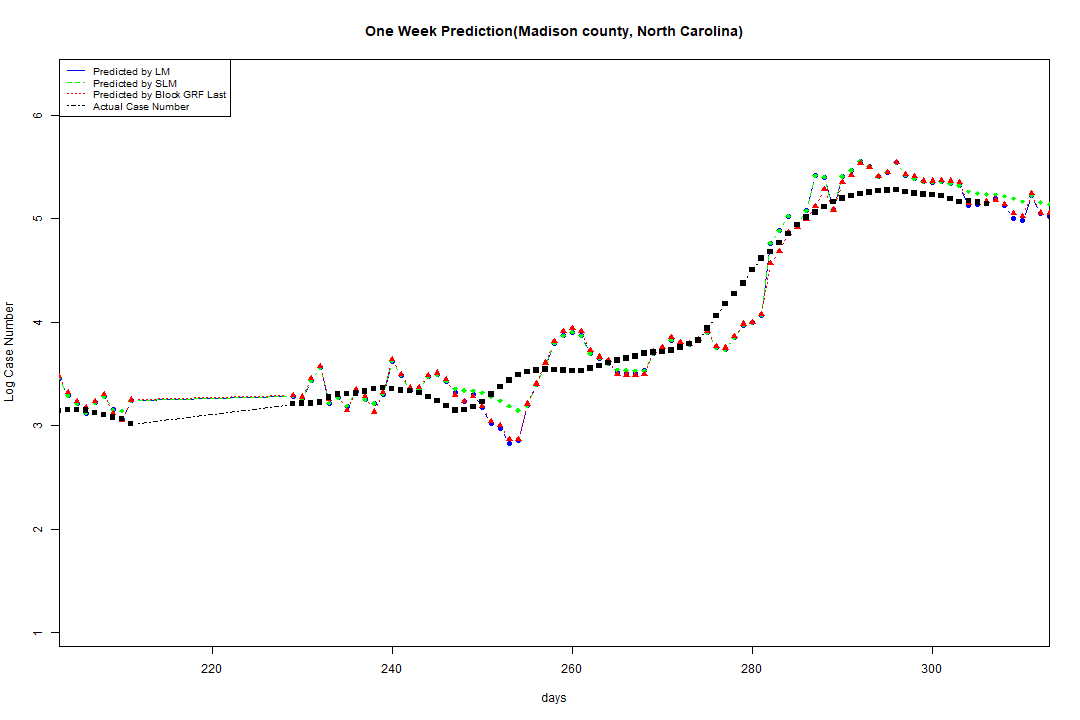 One Week Prediction(Madison county, North Carolina)
Predicted by LM
Predicted by SLM
Predicted by Block GRF Last
Actual Case Number
6
5
4
3
2
1
Log Case Number
220 240 260 280 300
days